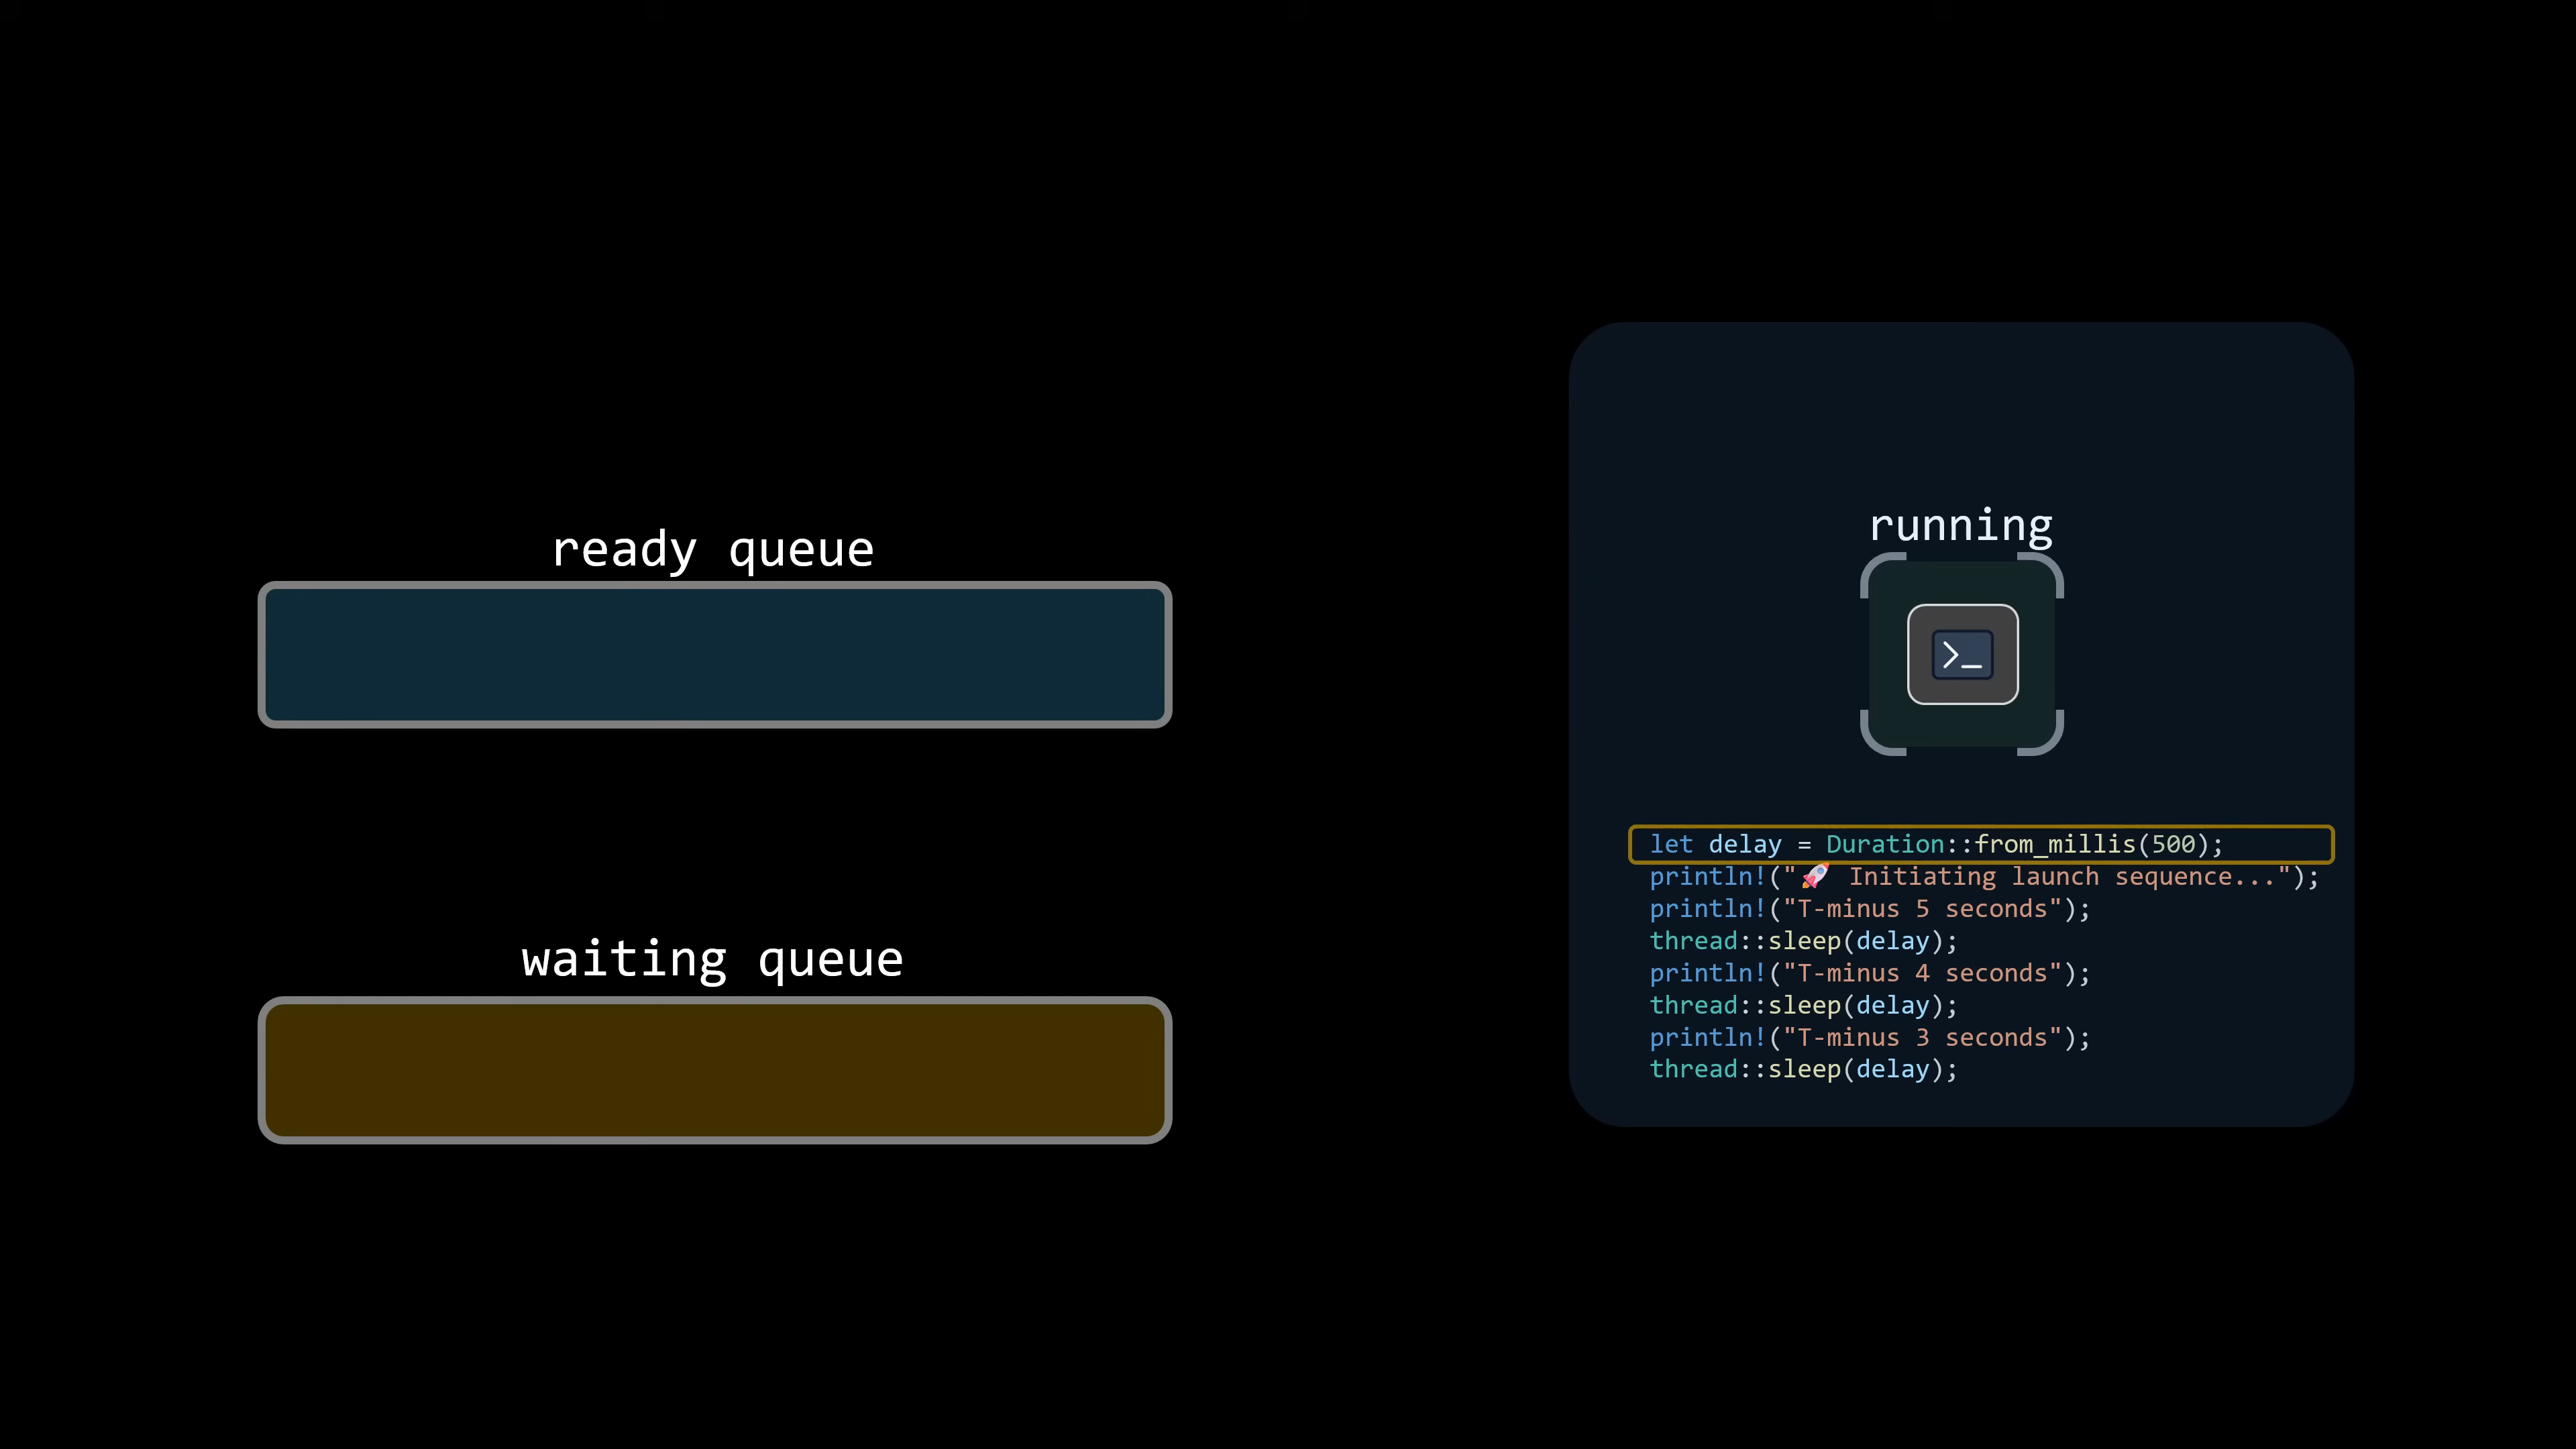 ready queue
waiting queue
running
>_
let delay = Duration::from_millis(500);
println!("🚀 Initiating launch sequence...");
println!("T-minus 5 seconds");
thread::sleep(delay);
println!("T-minus 4 seconds");
thread::sleep(delay);
println!("T-minus 3 seconds");
thread::sleep(delay);